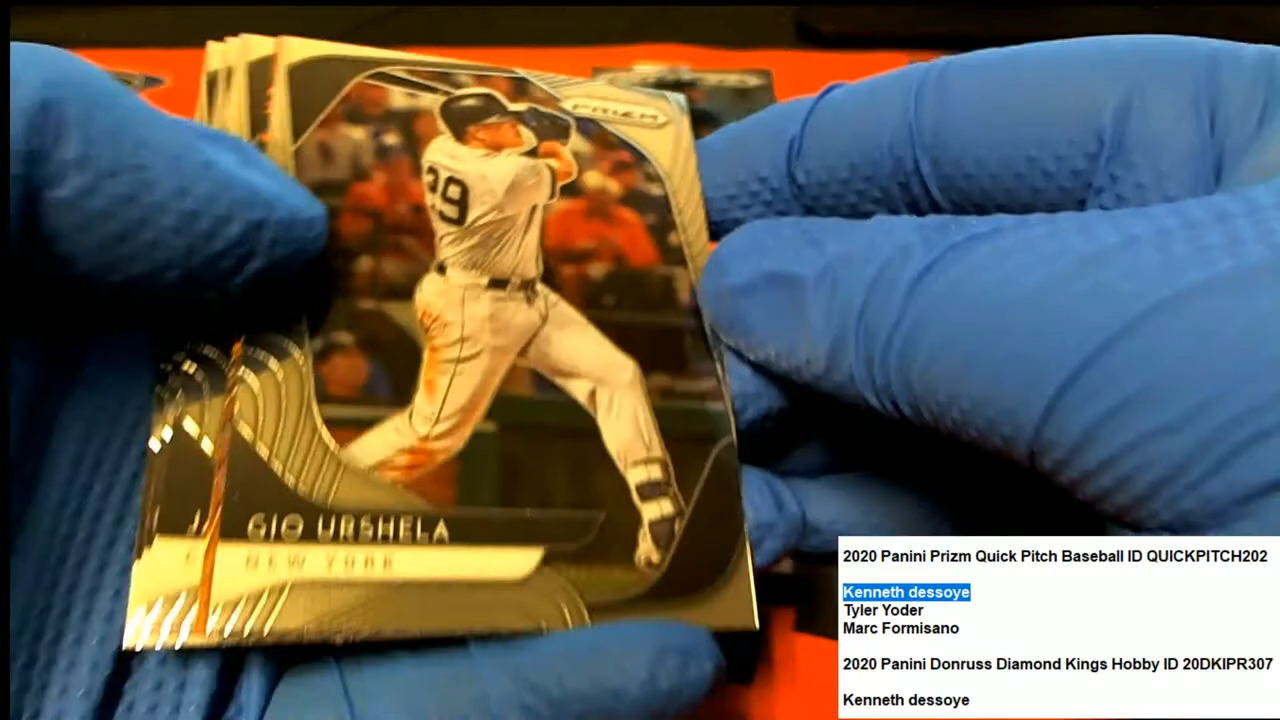 PRIZM
29
GIO URSHELA
NEW YORK
2020 Panini Prizm Quick Pitch Baseball ID QUICKPITCH202
Kenneth dessoye
Tyler Yoder
Marc Formisano
2020 Panini Donruss Diamond Kings Hobby ID 20DKIPR307
Kenneth dessoye